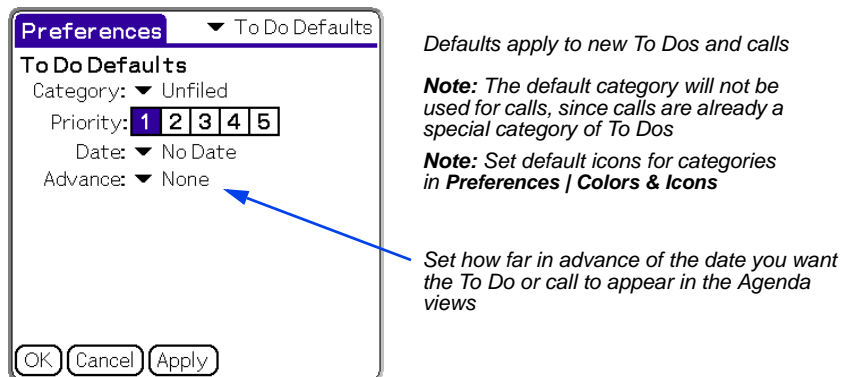 Preferences ▼ To Do Defaults
To Do Defaults
Category: ▼ Unfiled
Priority: 1 2 3 4 5
Date: ▼ No Date
Advance: ▼ None
OK Cancel Apply
Defaults apply to new To Dos and calls
Note: The default category will not be
used for calls, since calls are already a
special category of To Dos
Note: Set default icons for categories
in Preferences | Colors & Icons
Set how far in advance of the date you want
the To Do or call to appear in the Agenda
views